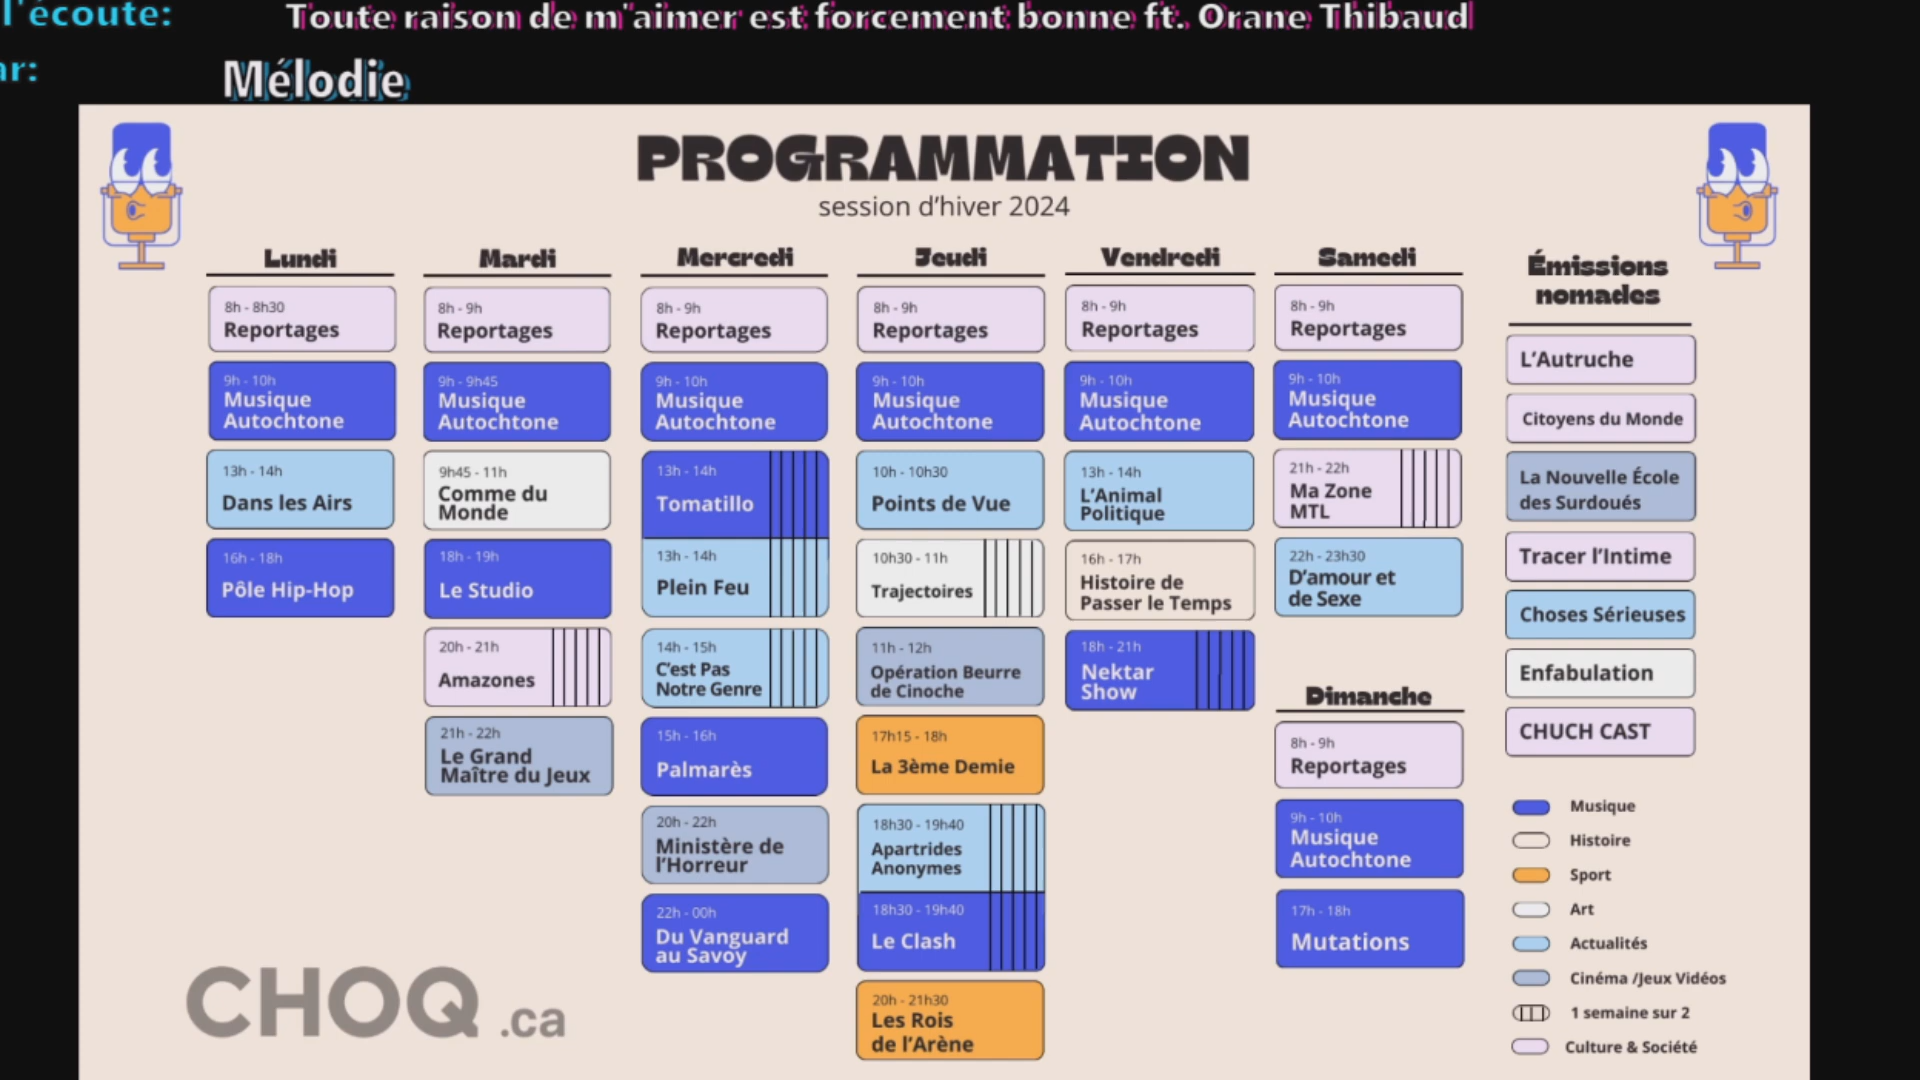 l'écoute:
Toute raison de m'aimer est forcement bonne ft. Orane Thibaud
ar:
Mélodie
PROGRAMMATION
session d'hiver 2024
Lundi
8h - 8h30
Reportages
9h - 10h
Musique
Autochtone
13h - 14h
Dans les Airs
16h - 18h
Pôle Hip-Hop
Mardi
8h - 9h
Reportages
9h - 9h45
Musique
Autochtone
9h45 - 11h
Comme du
Monde
18h - 19h
Le Studio
20h - 21h
Amazones
21h - 22h
Le Grand
Maître du Jeux
Mercredi
8h - 9h
Reportages
9h - 10h
Musique
Autochtone
13h - 14h
Tomatillo
13h - 14h
Plein Feu
14h - 15h
C'est Pas
Notre Genre
15h - 16h
Palmarès
20h - 22h
Ministère de
l'Horreur
22h - 00h
Du Vanguard
au Savoy
Jeudi
8h - 9h
Reportages
9h - 10h
Musique
Autochtone
10h - 10h30
Points de Vue
10h30 - 11h
Trajectoires
11h - 12h
Opération Beurre
de Cinoche
17h15 - 18h
La 3ème Demie
18h30 - 19h40
Apartrides
Anonymes
18h30 - 19h40
Le Clash
20h - 21h30
Les Rois
de l'Arène
Vendredi
8h - 9h
Reportages
9h - 10h
Musique
Autochtone
13h - 14h
L'Animal
Politique
16h - 17h
Histoire de
Passer le Temps
18h - 21h
Nektar
Show
Samedi
8h - 9h
Reportages
9h - 10h
Musique
Autochtone
21h - 22h
Ma Zone
MTL
22h - 23h30
D'amour et
de Sexe
Dimanche
8h - 9h
Reportages
9h - 10h
Musique
Autochtone
17h - 18h
Mutations
Émissions
nomades
L'Autruche
Citoyens du Monde
La Nouvelle École
des Surdoués
Tracer l'Intime
Choses Sérieuses
Enfabulation
CHUCH CAST
Musique
Histoire
Sport
Art
Actualités
Cinéma /Jeux Vidéos
1 semaine sur 2
Culture & Société
CHOQ.ca